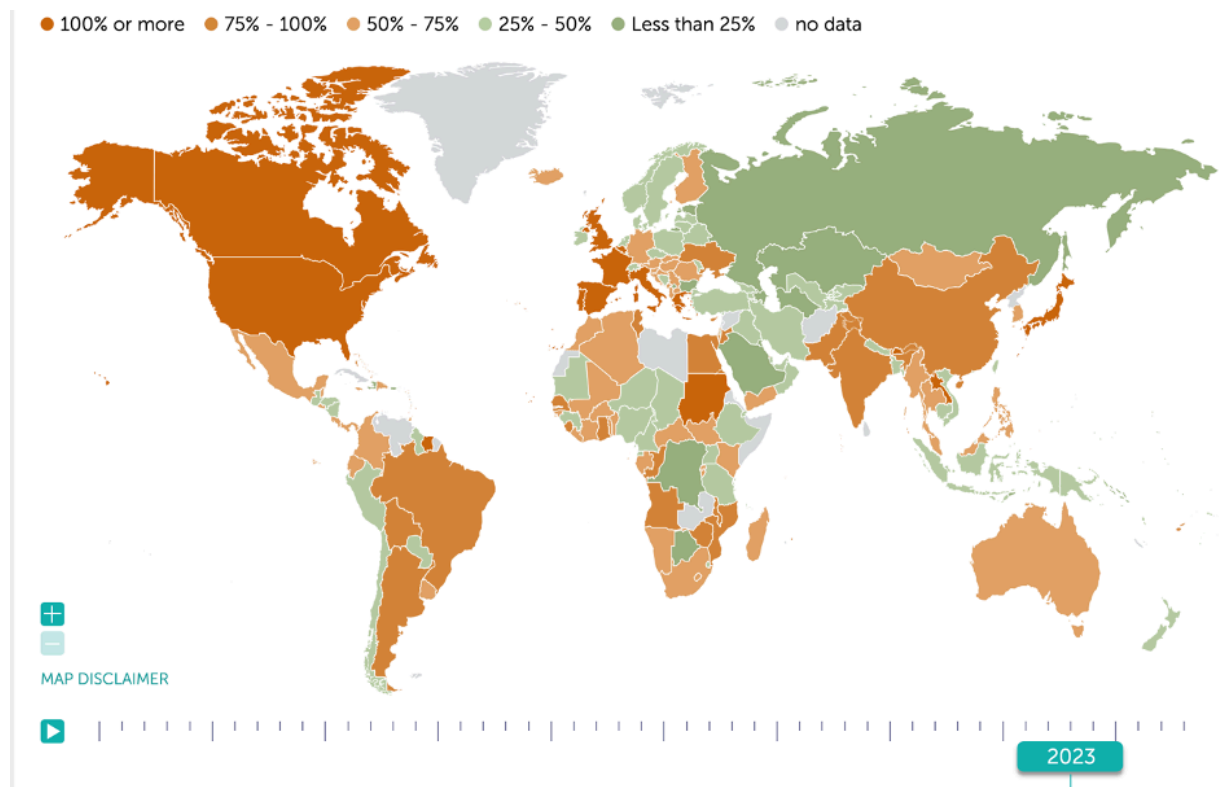 100% or more 75% - 100% 50% - 75% 25% - 50% Less than 25% no data
MAP DISCLAIMER
2023